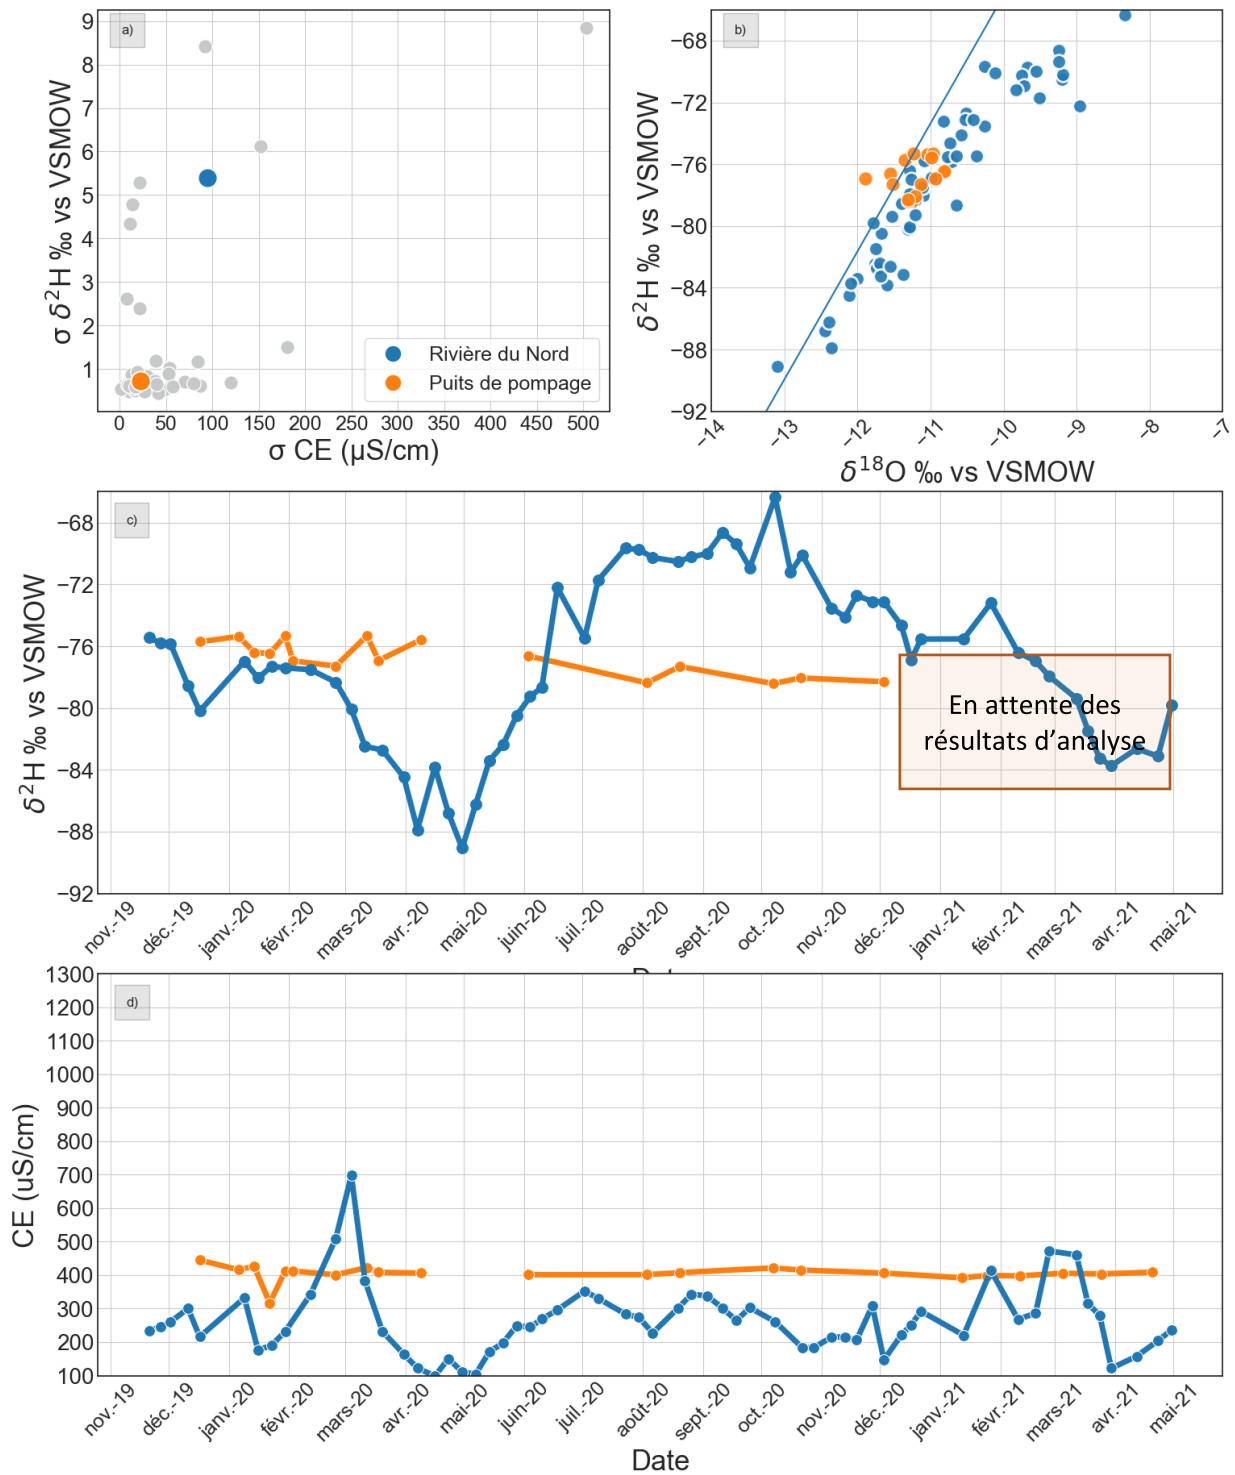 a)
9
8
7
6
5
4
3
2
1
σ δ²H ‰ vs VSMOW
Rivière du Nord
Puits de pompage
0 50 100 150 200 250 300 350 400 450 500
σ CE (µS/cm)
b)
−68
−72
−76
−80
−84
−88
−92
δ²H ‰ vs VSMOW
−14 −13 −12 −11 −10 −9 −8 −7
δ¹⁸O ‰ vs VSMOW
c)
−68
−72
−76
−80
−84
−88
−92
δ²H ‰ vs VSMOW
En attente des
résultats d’analyse
nov.-19 déc.-19 janv.-20 févr.-20 mars-20 avr.-20 mai-20 juin-20 juil.-20 août-20 sept.-20 oct.-20 nov.-20 déc.-20 janv.-21 févr.-21 mars-21 avr.-21 mai-21
d)
1300
1200
1100
1000
900
800
700
600
500
400
300
200
100
CE (uS/cm)
nov.-19 déc.-19 janv.-20 févr.-20 mars-20 avr.-20 mai-20 juin-20 juil.-20 août-20 sept.-20 oct.-20 nov.-20 déc.-20 janv.-21 févr.-21 mars-21 avr.-21 mai-21
Date